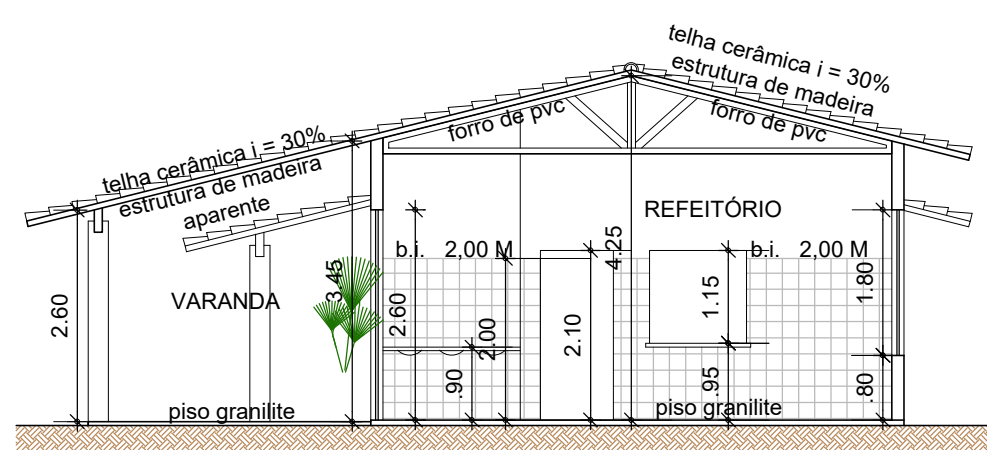 telha cerâmica i = 30%
estrutura de madeira
forro de pvc
forro de pvc
telha cerâmica i = 30%
estrutura de madeira
aparente
REFEITÓRIO
b.i. 2,00 M
4.25
b.i. 2,00 M
VARANDA
3.45
2.60
2.60
2.00
2.10
1.15
1.80
.90
.95
.80
piso granilite
piso granilite